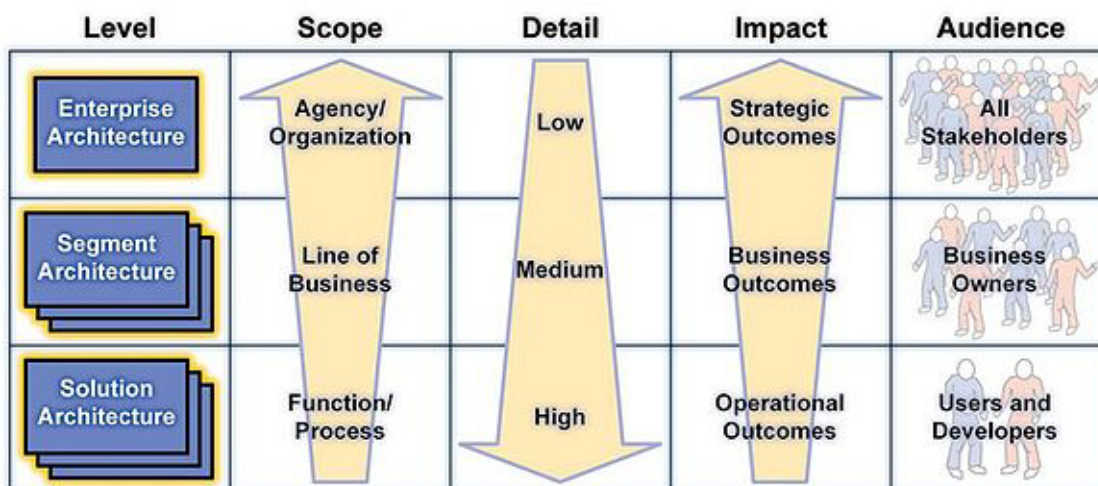 Level Scope Detail Impact Audience
Enterprise Architecture Agency/ Organization Low Strategic Outcomes All Stakeholders
Segment Architecture Line of Business Medium Business Outcomes Business Owners
Solution Architecture Function/ Process High Operational Outcomes Users and Developers